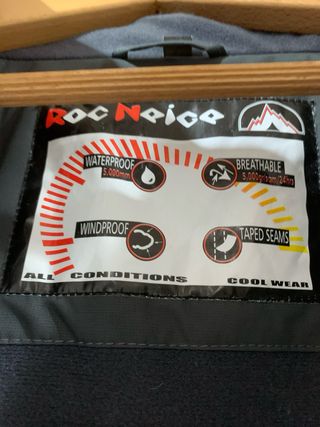 Roc Neige
WATERPROOF
5,000mm
BREATHABLE
WINDPROOF
TAPED SEAMS
ALL CONDITIONS
COOL WEAR